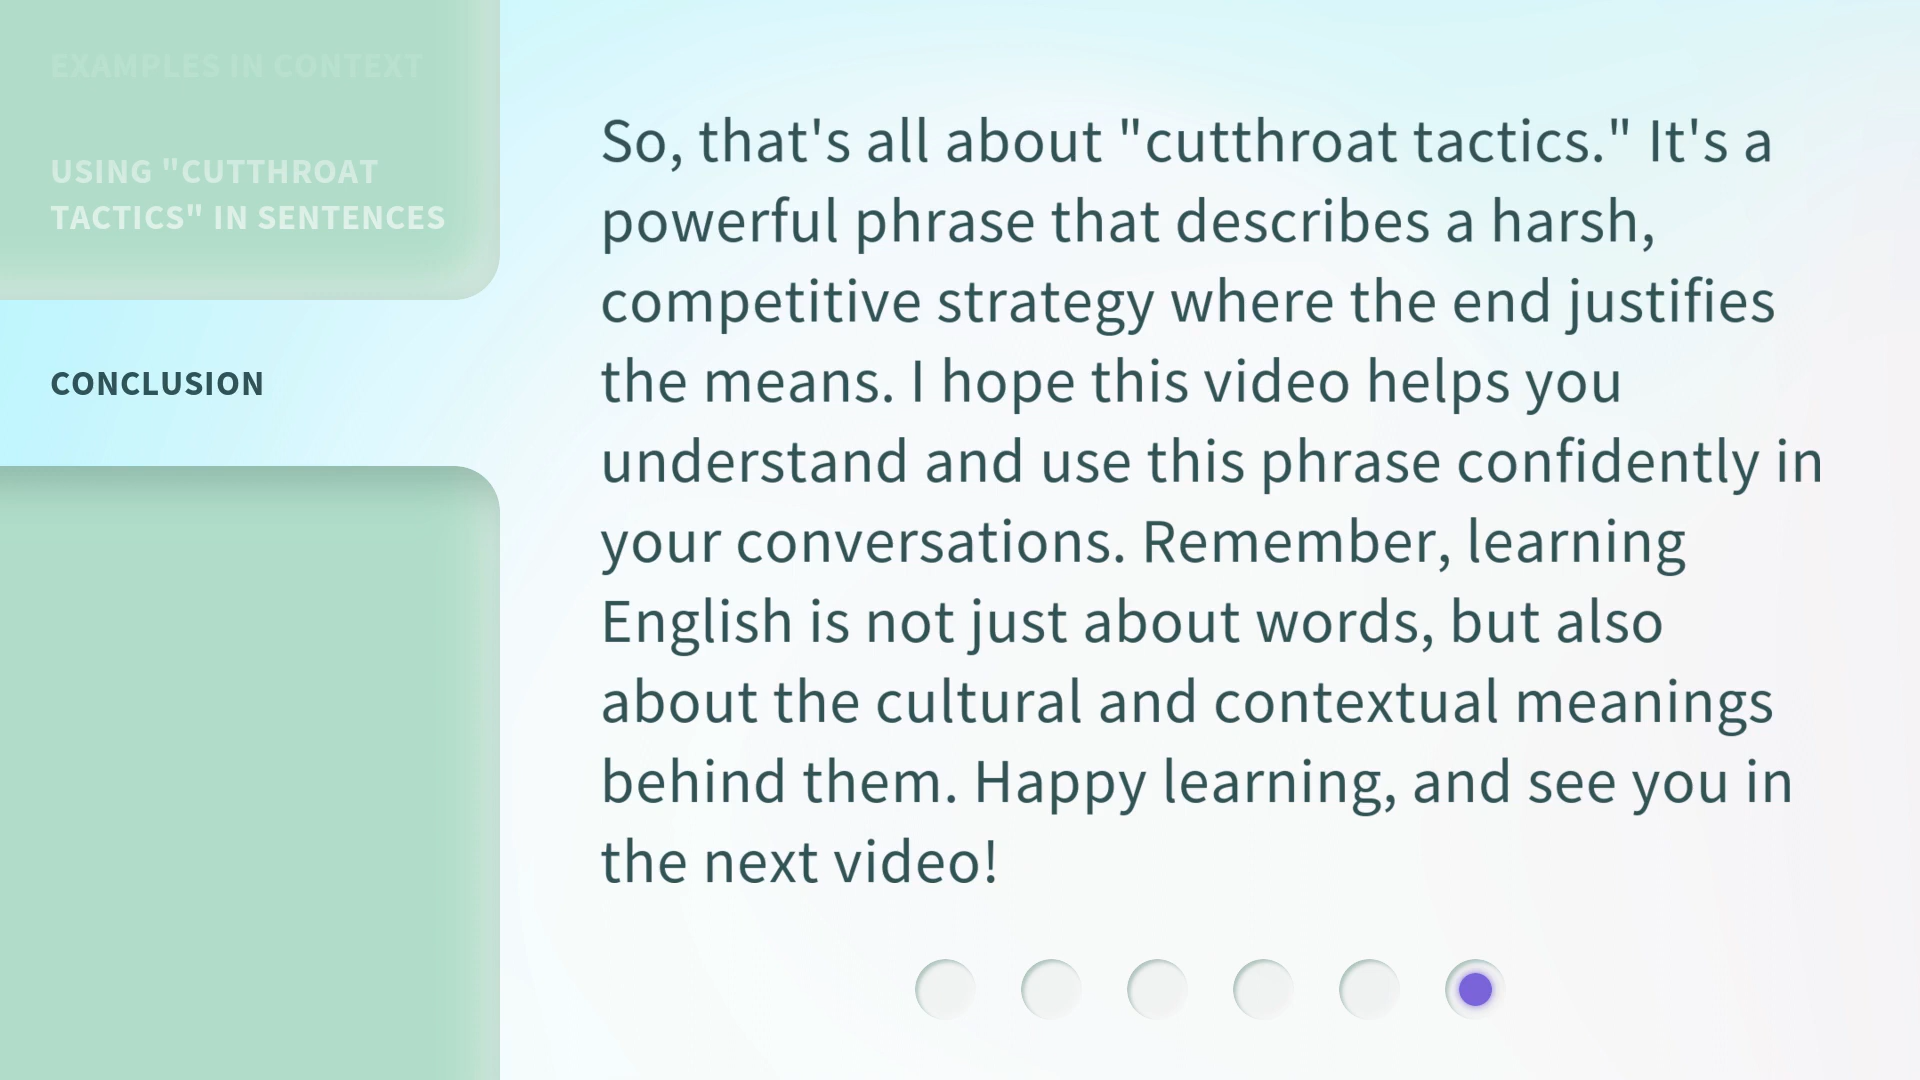 EXAMPLES IN CONTEXT
USING "CUTTHROAT
TACTICS" IN SENTENCES
CONCLUSION
So, that's all about "cutthroat tactics." It's a
powerful phrase that describes a harsh,
competitive strategy where the end justifies
the means. I hope this video helps you
understand and use this phrase confidently in
your conversations. Remember, learning
English is not just about words, but also
about the cultural and contextual meanings
behind them. Happy learning, and see you in
the next video!